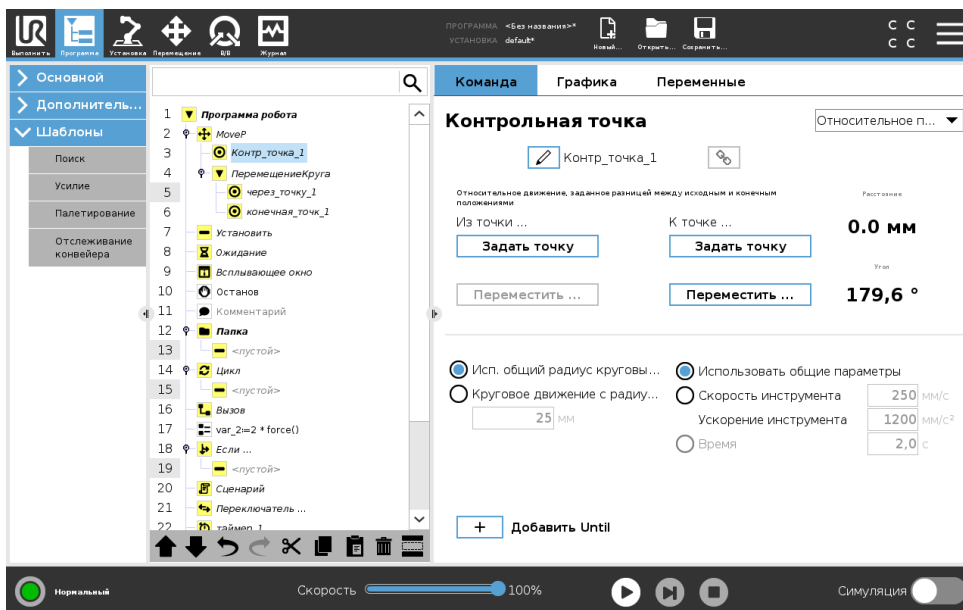 ПРОГРАММА <Без названия>*
УСТАНОВКА default*
Выполнить Программа Установка Перемещение В/В Журнал
Новый... Открыть... Сохранить...
C C
C C
Основной
Дополнитель...
Шаблоны
Поиск
Усилие
Палетирование
Отслеживание
конвейера
1 Программа робота
2 MoveP
3 Контр_точка_1
4 ПеремещениеКруга
5 через_точку_1
6 конечная_точк_1
7 Установить
8 Ожидание
9 Всплывающее окно
10 Останов
11 Комментарий
12 Папка
13 <пустой>
14 Цикл
15 <пустой>
16 Вызов
17 var_2:=2 * force()
18 Если ...
19 <пустой>
20 Сценарий
21 Переключатель ...
22 таймер_1
Команда Графика Переменные
Контрольная точка
Относительное п...
Контр_точка_1
Относительное движение, заданное разницей между исходным и конечным
положениями
Расстояние
Из точки ... К точке ...
0.0 мм
Задать точку Задать точку
Угол
Переместить ... Переместить ...
179,6 °
Исп. общий радиус круговы...
Круговое движение с радиу...
25 мм
Использовать общие параметры
Скорость инструмента 250 мм/с
Ускорение инструмента 1200 мм/с²
Время 2,0 с
+ Добавить Until
Нормальный
Скорость 100%
Симуляция